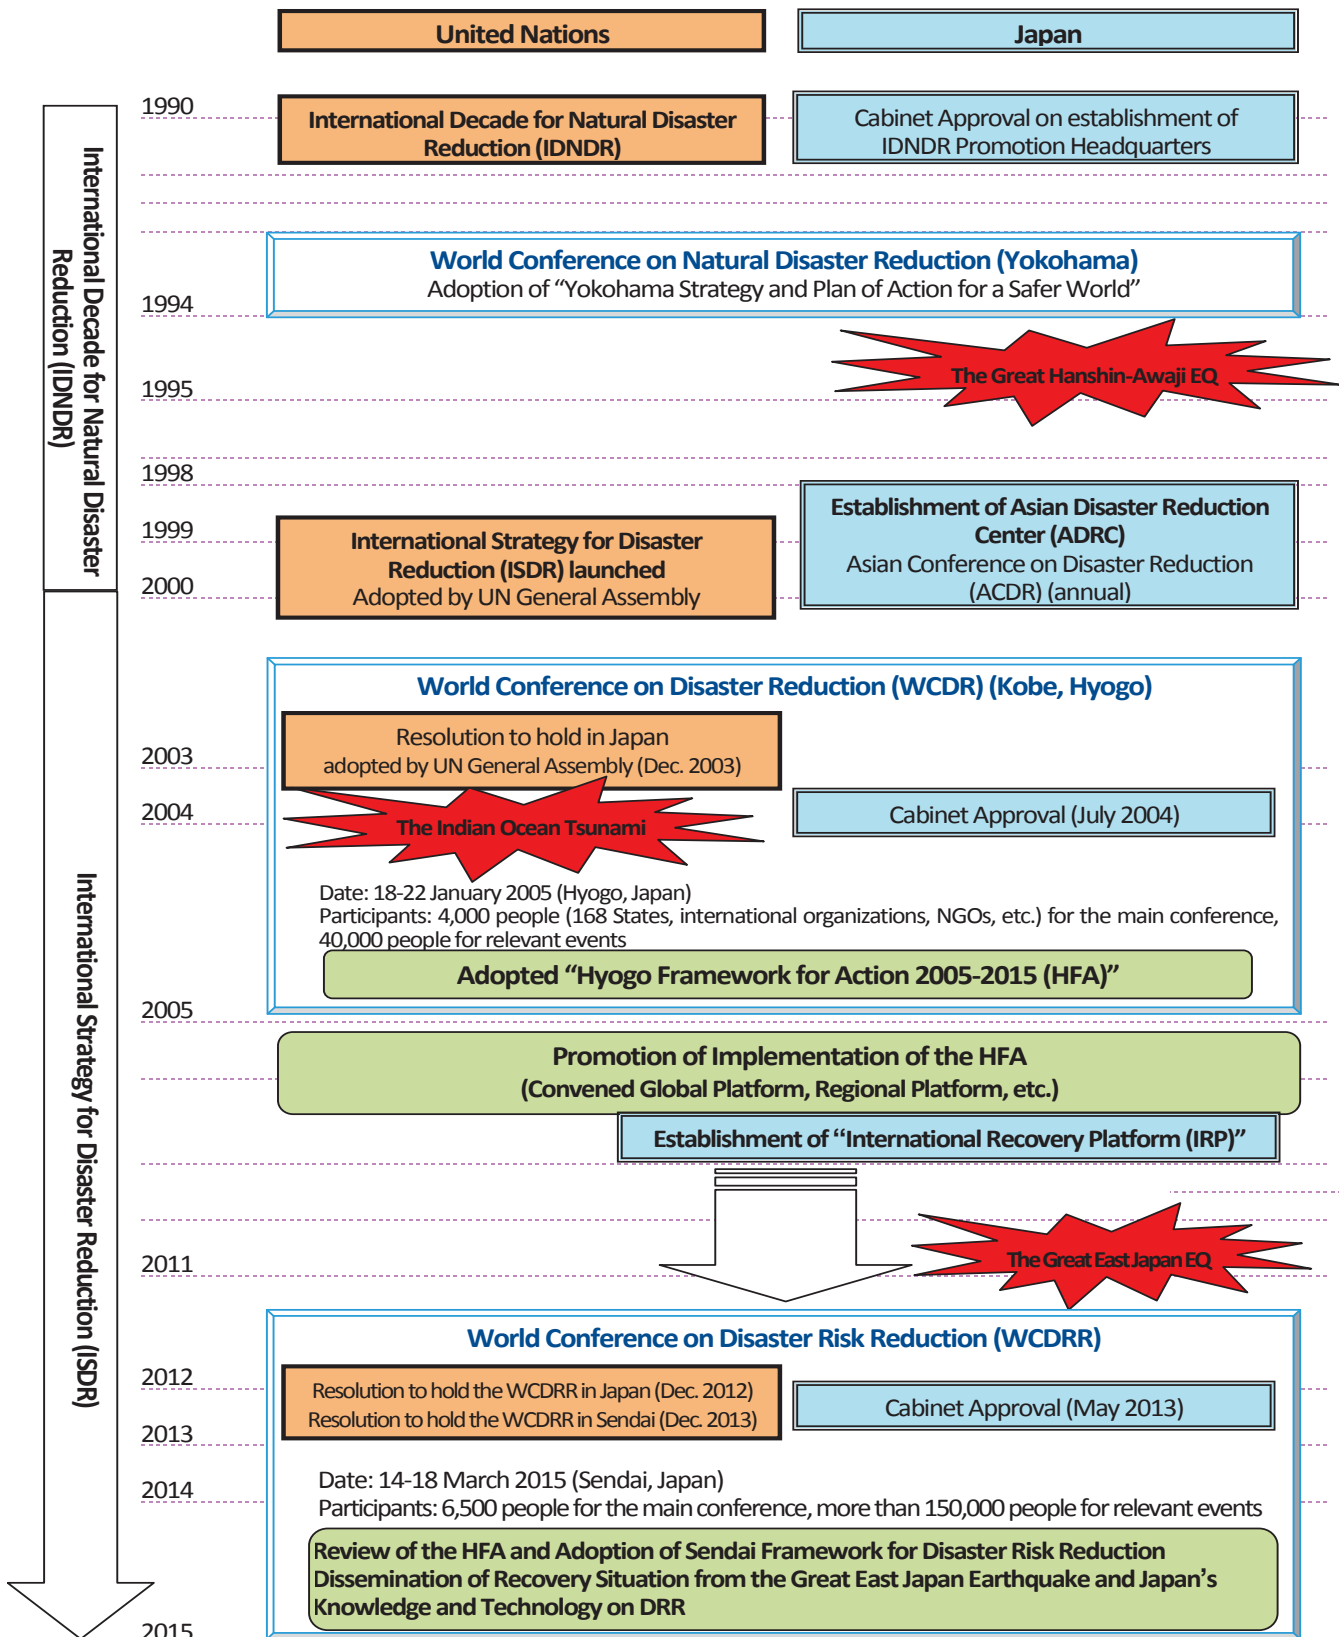 United Nations
Japan
1990
International Decade for Natural Disaster
Reduction (IDNDR)
Cabinet Approval on establishment of
IDNDR Promotion Headquarters
International Decade for Natural Disaster
Reduction (IDNDR)
World Conference on Natural Disaster Reduction (Yokohama)
Adoption of “Yokohama Strategy and Plan of Action for a Safer World”
1994
The Great Hanshin-Awaji EQ
1995
1998
Establishment of Asian Disaster Reduction
Center (ADRC)
Asian Conference on Disaster Reduction
(ACDR) (annual)
1999
International Strategy for Disaster
Reduction (ISDR) launched
Adopted by UN General Assembly
2000
International Strategy for Disaster Reduction (ISDR)
World Conference on Disaster Reduction (WCDR) (Kobe, Hyogo)
Resolution to hold in Japan
adopted by UN General Assembly (Dec. 2003)
2003
2004
The Indian Ocean Tsunami
Cabinet Approval (July 2004)
Date: 18-22 January 2005 (Hyogo, Japan)
Participants: 4,000 people (168 States, international organizations, NGOs, etc.) for the main conference,
40,000 people for relevant events
Adopted “Hyogo Framework for Action 2005-2015 (HFA)”
2005
Promotion of Implementation of the HFA
(Convened Global Platform, Regional Platform, etc.)
Establishment of “International Recovery Platform (IRP)”
The Great East Japan EQ
2011
World Conference on Disaster Risk Reduction (WCDRR)
2012
Resolution to hold the WCDRR in Japan (Dec. 2012)
Resolution to hold the WCDRR in Sendai (Dec. 2013)
Cabinet Approval (May 2013)
2013
2014
Date: 14-18 March 2015 (Sendai, Japan)
Participants: 6,500 people for the main conference, more than 150,000 people for relevant events
Review of the HFA and Adoption of Sendai Framework for Disaster Risk Reduction
Dissemination of Recovery Situation from the Great East Japan Earthquake and Japan’s
Knowledge and Technology on DRR
2015